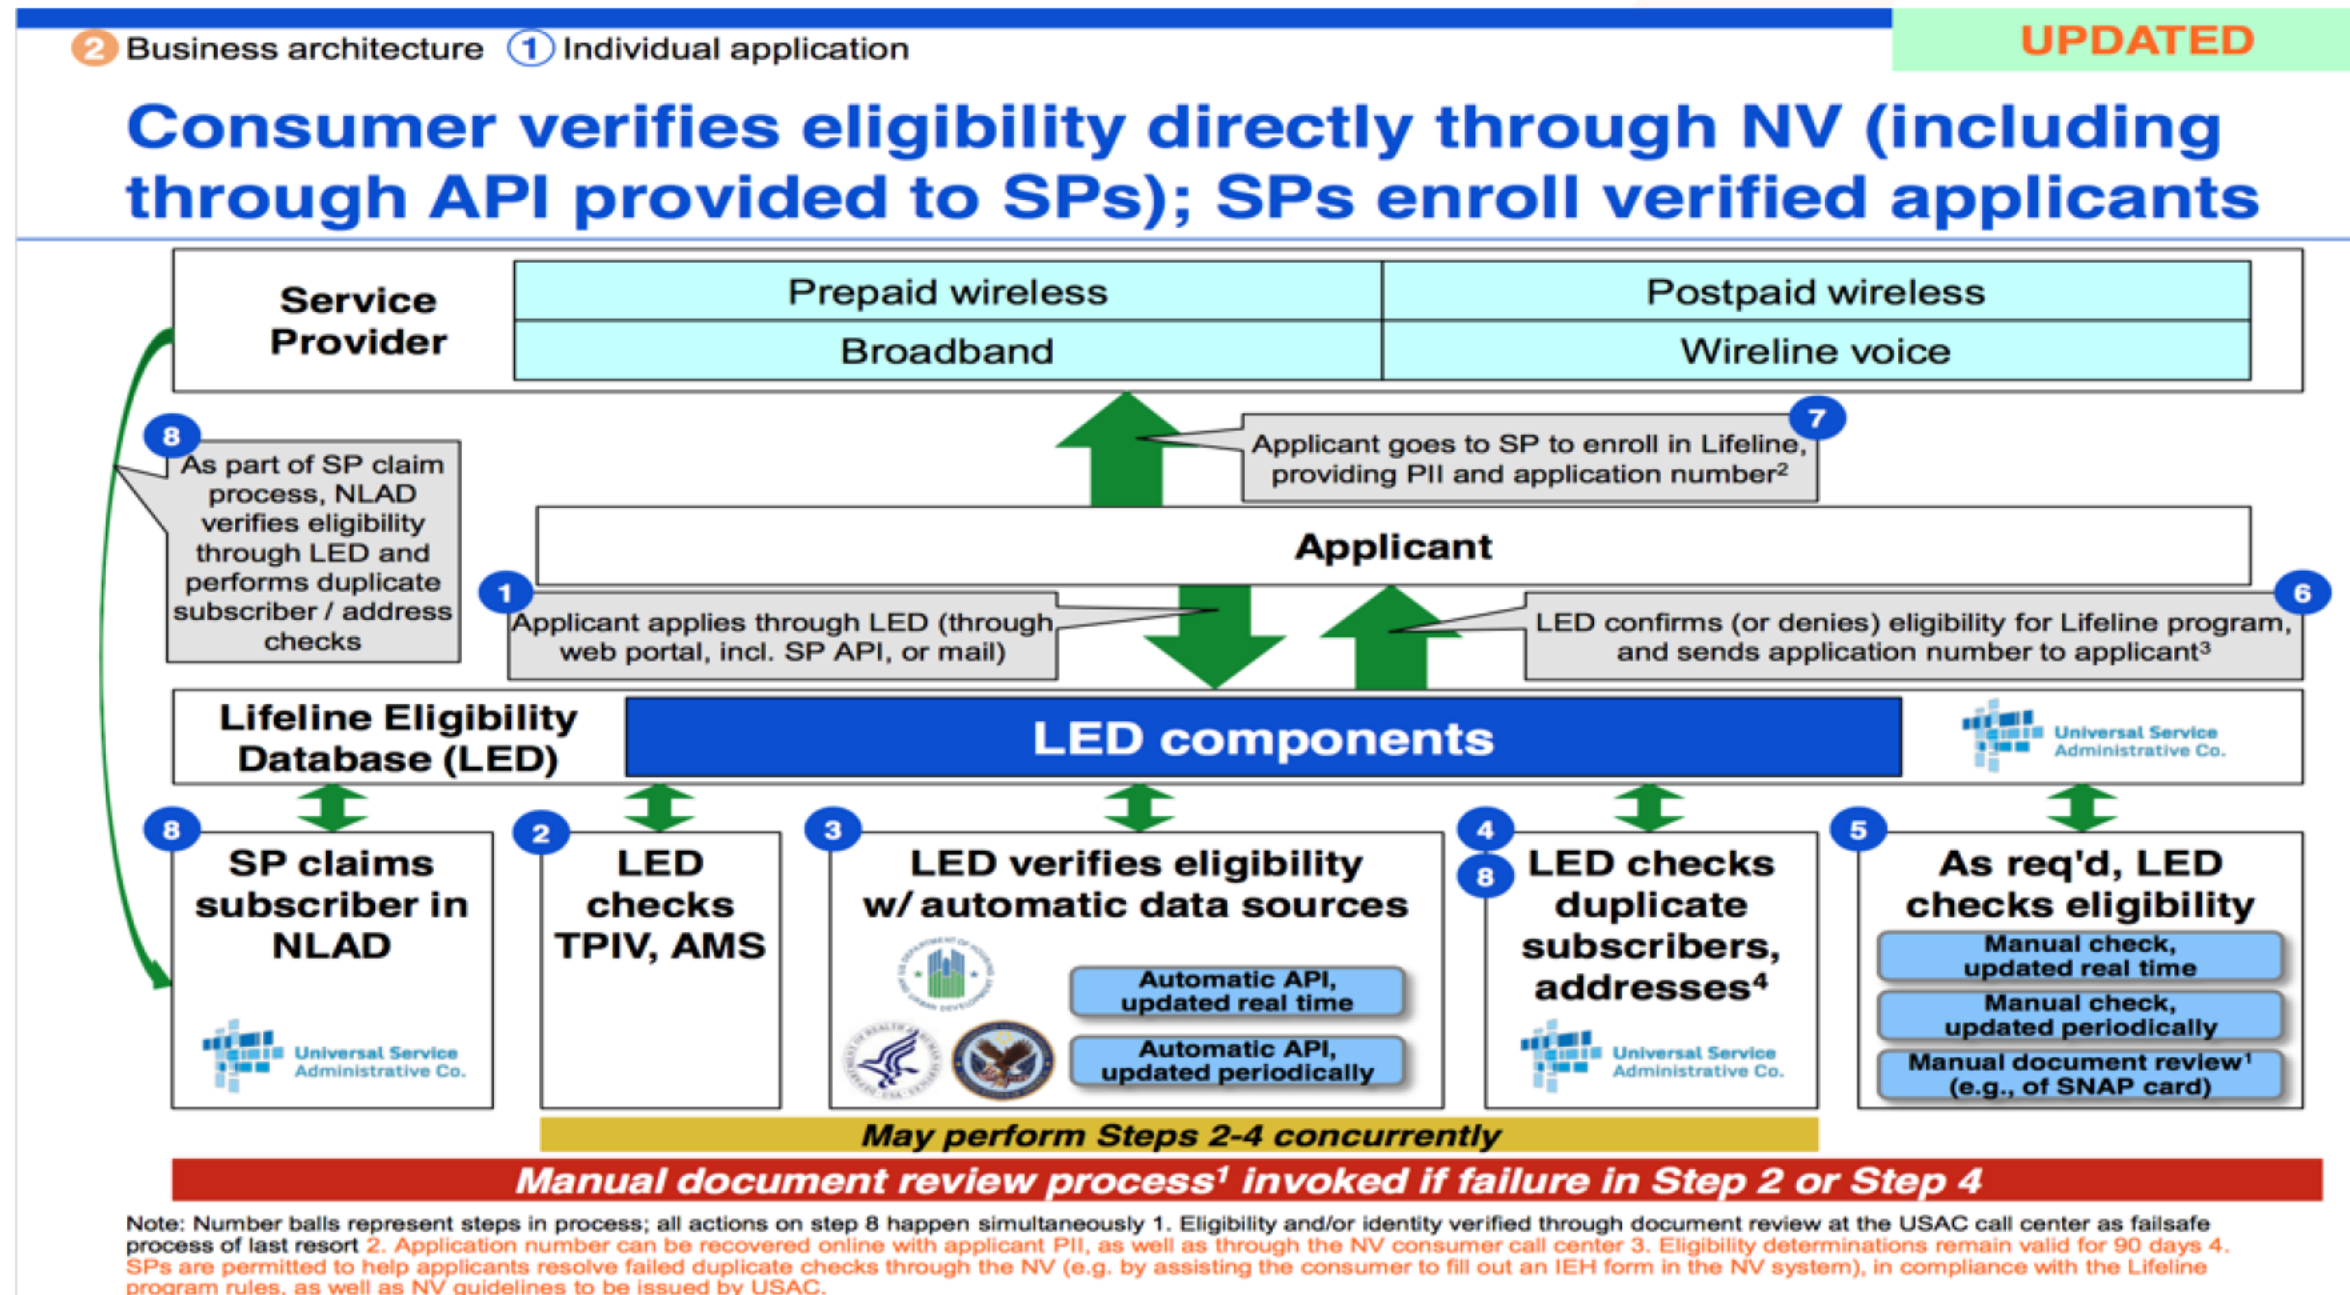 2 Business architecture 1 Individual application
UPDATED
Consumer verifies eligibility directly through NV (including
through API provided to SPs); SPs enroll verified applicants
Service
Provider
Prepaid wireless
Postpaid wireless
Broadband
Wireline voice
7
Applicant goes to SP to enroll in Lifeline,
providing PII and application number²
8
As part of SP claim
process, NLAD
verifies eligibility
through LED and
performs duplicate
subscriber / address
checks
Applicant
1
Applicant applies through LED (through
web portal, incl. SP API, or mail)
6
LED confirms (or denies) eligibility for Lifeline program,
and sends application number to applicant³
Lifeline Eligibility
Database (LED)
LED components
Universal Service
Administrative Co.
8
SP claims
subscriber in
NLAD
Universal Service
Administrative Co.
2
LED
checks
TPIV, AMS
3
LED verifies eligibility
w/ automatic data sources
Automatic API,
updated real time
Automatic API,
updated periodically
4
8
LED checks
duplicate
subscribers,
addresses⁴
Universal Service
Administrative Co.
5
As req'd, LED
checks eligibility
Manual check,
updated real time
Manual check,
updated periodically
Manual document review¹
(e.g., of SNAP card)
May perform Steps 2-4 concurrently
Manual document review process¹ invoked if failure in Step 2 or Step 4
Note: Number balls represent steps in process; all actions on step 8 happen simultaneously 1. Eligibility and/or identity verified through document review at the USAC call center as failsafe
process of last resort 2. Application number can be recovered online with applicant PII, as well as through the NV consumer call center 3. Eligibility determinations remain valid for 90 days 4.
SPs are permitted to help applicants resolve failed duplicate checks through the NV (e.g. by assisting the consumer to fill out an IEH form in the NV system), in compliance with the Lifeline
program rules, as well as NV guidelines to be issued by USAC.